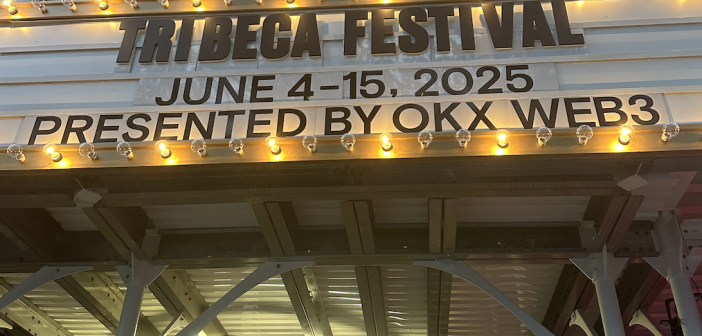 TRIBECA FESTIVAL
JUNE 4-15, 2025
PRESENTED BY OKX WEB3